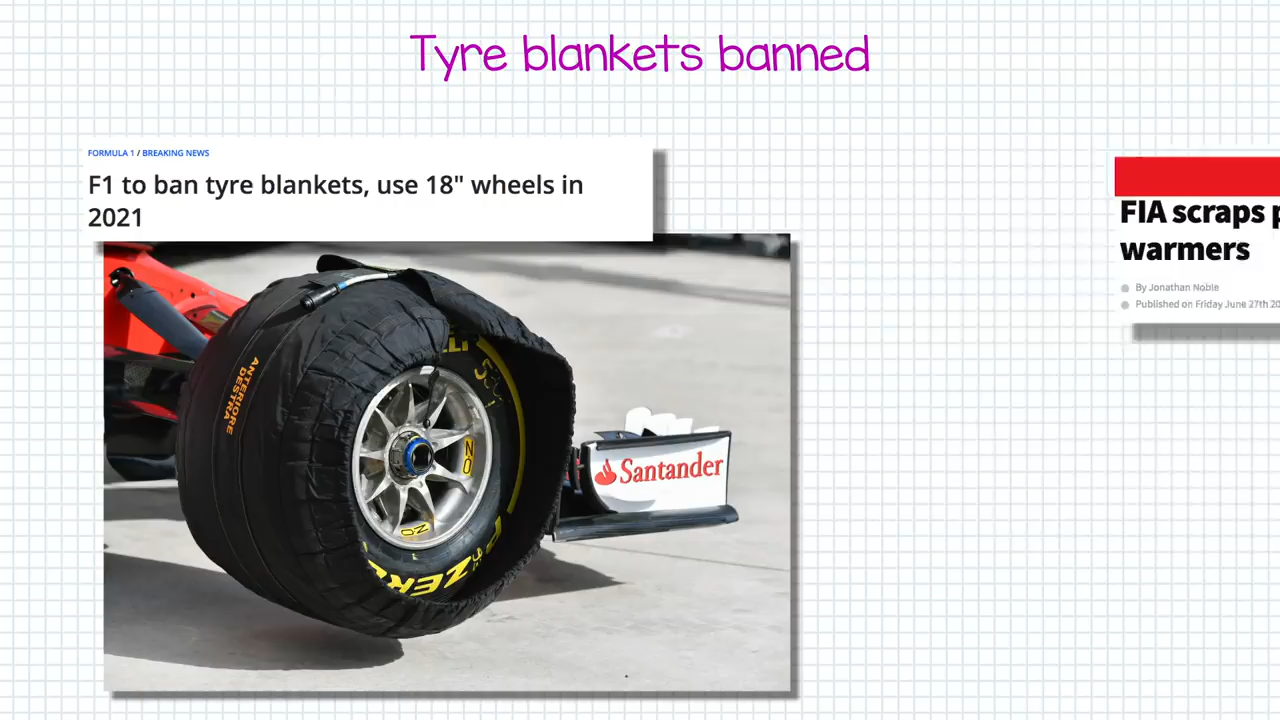 Tyre blankets banned
FORMULA 1 / BREAKING NEWS
F1 to ban tyre blankets, use 18" wheels in
2021
FIA scraps
warmers
By Jonathan Noble
Published on Friday June 27th
ANTERIORE
DESTRA
Santander
ZERO